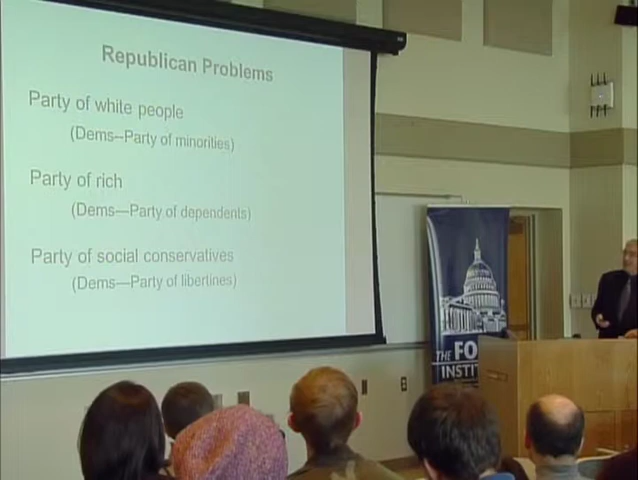 Republican Problems
Party of white people
(Dems—Party of minorities)
Party of rich
(Dems—Party of dependents)
Party of social conservatives
(Dems—Party of libertines)
THE FO
INSTIT